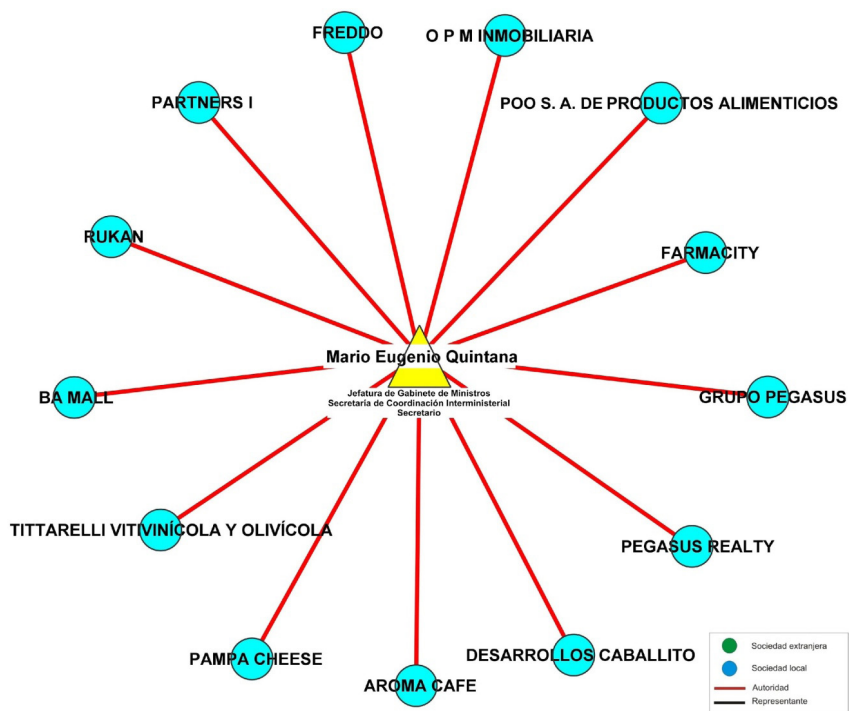 FREDDO
O P M INMOBILIARIA
PARTNERS I
POO S. A. DE PRODUCTOS ALIMENTICIOS
RUKAN
FARMACITY
Mario Eugenio Quintana
Jefatura de Gabinete de Ministros
Secretaría de Coordinación Interministerial
Secretario
BA MALL
GRUPO PEGASUS
TITTARELLI VITIVINÍCOLA Y OLIVÍCOLA
PEGASUS REALTY
PAMPA CHEESE
DESARROLLOS CABALLITO
AROMA CAFE
Sociedad extranjera
Sociedad local
Autoridad
Representante